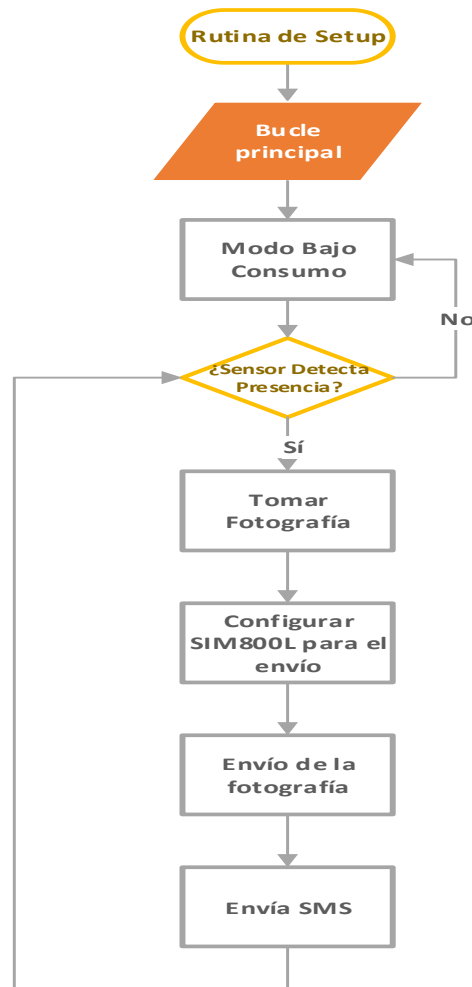 Rutina de Setup
Bucle
principal
Modo Bajo
Consumo
No
¿Sensor Detecta
Presencia?
Sí
Tomar
Fotografía
Configurar
SIM800L para el
envío
Envío de la
fotografía
Envía SMS